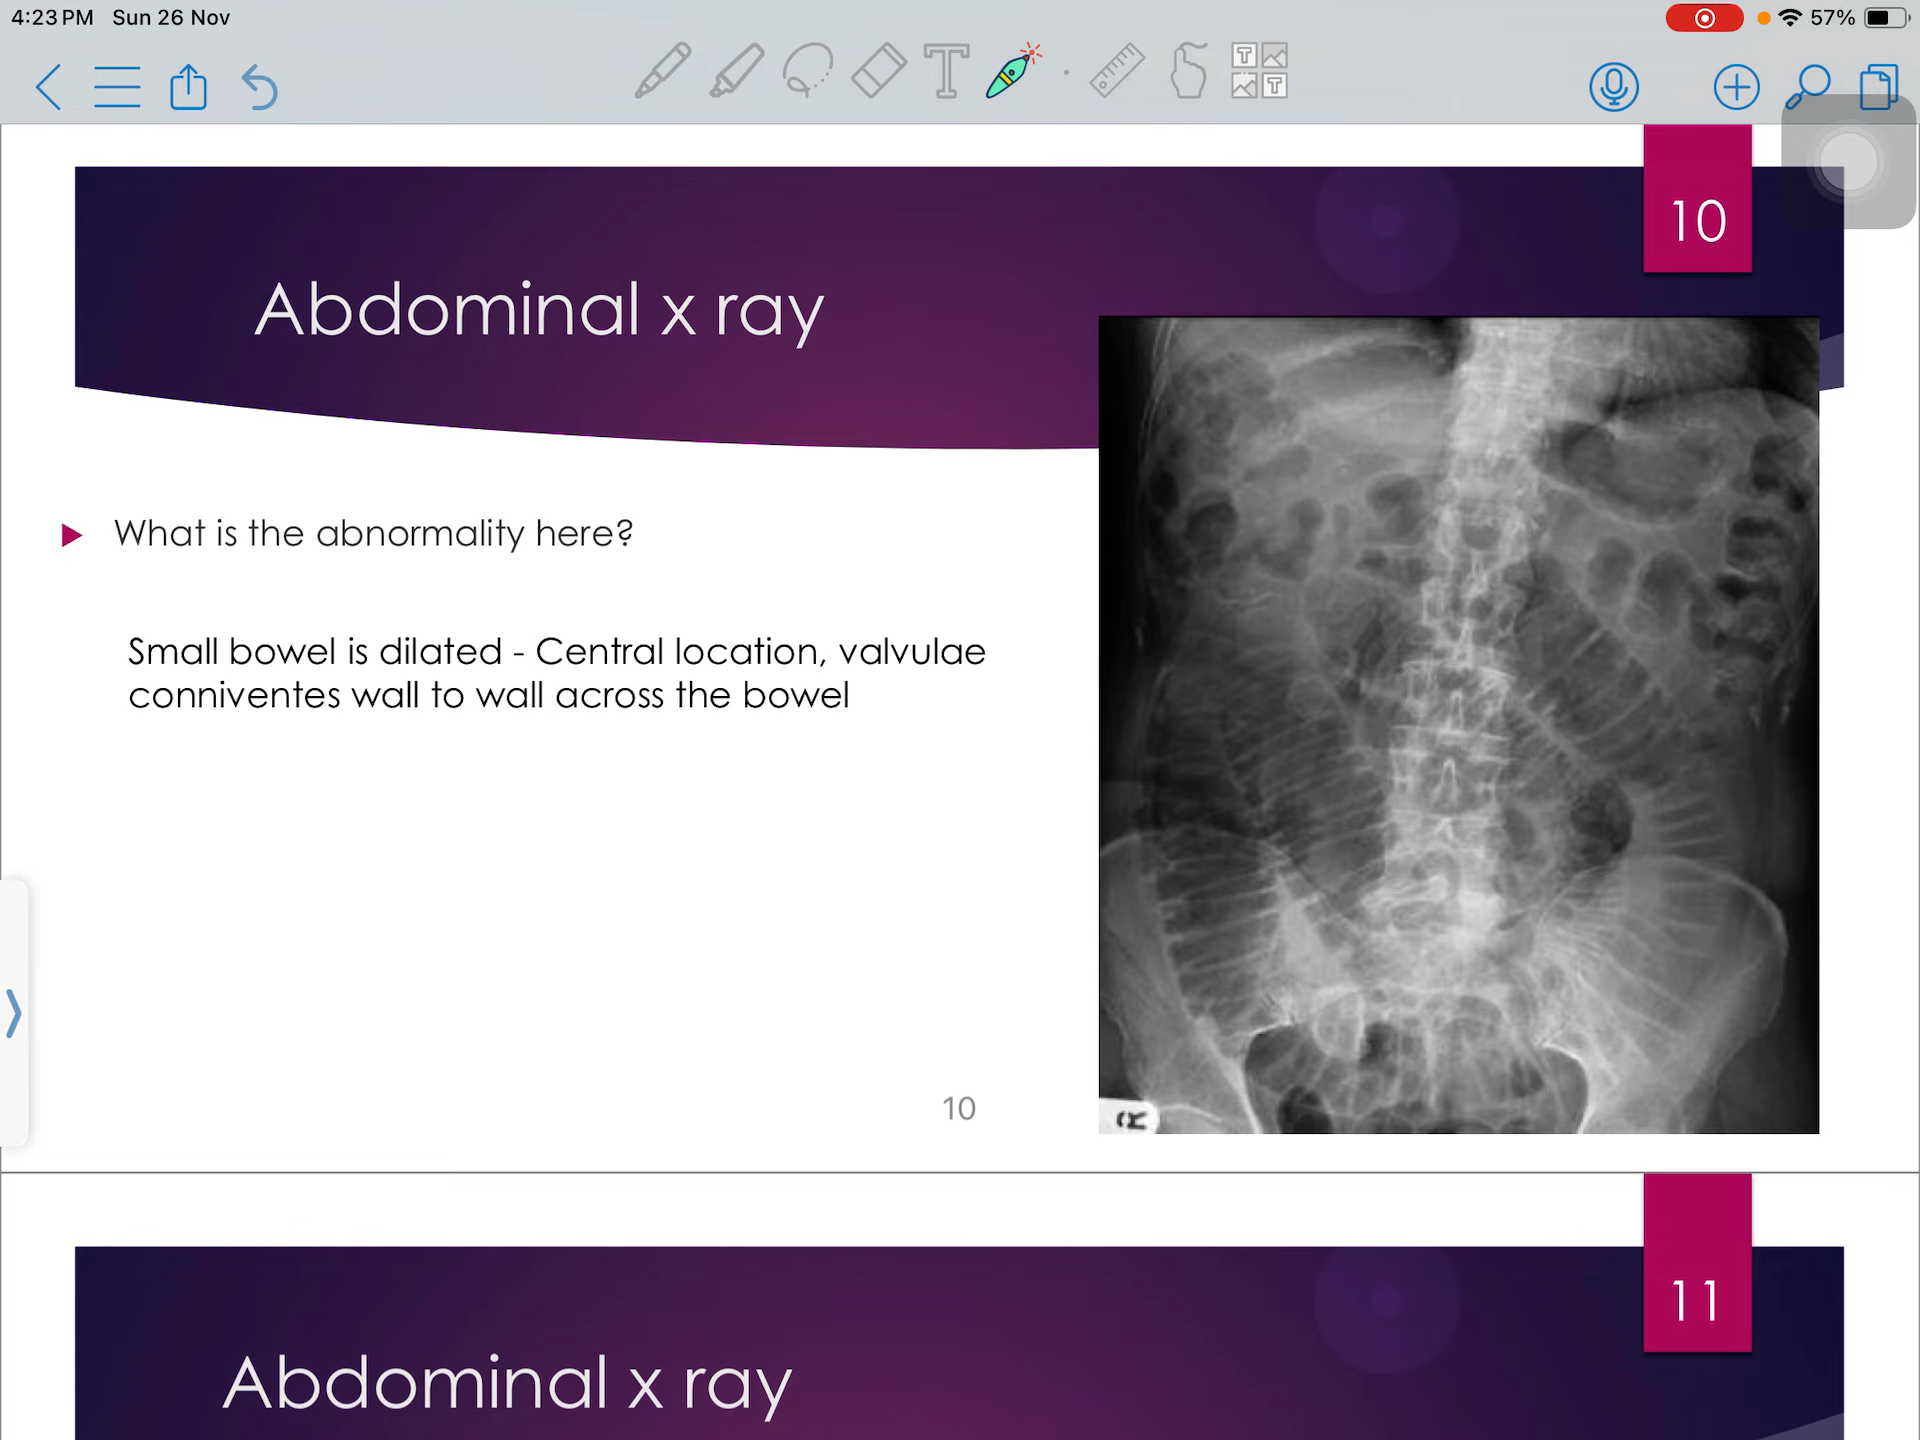 4:23 PM Sun 26 Nov
57%
10
Abdominal x ray
What is the abnormality here?
Small bowel is dilated - Central location, valvulae
conniventes wall to wall across the bowel
R
10
11
Abdominal x ray